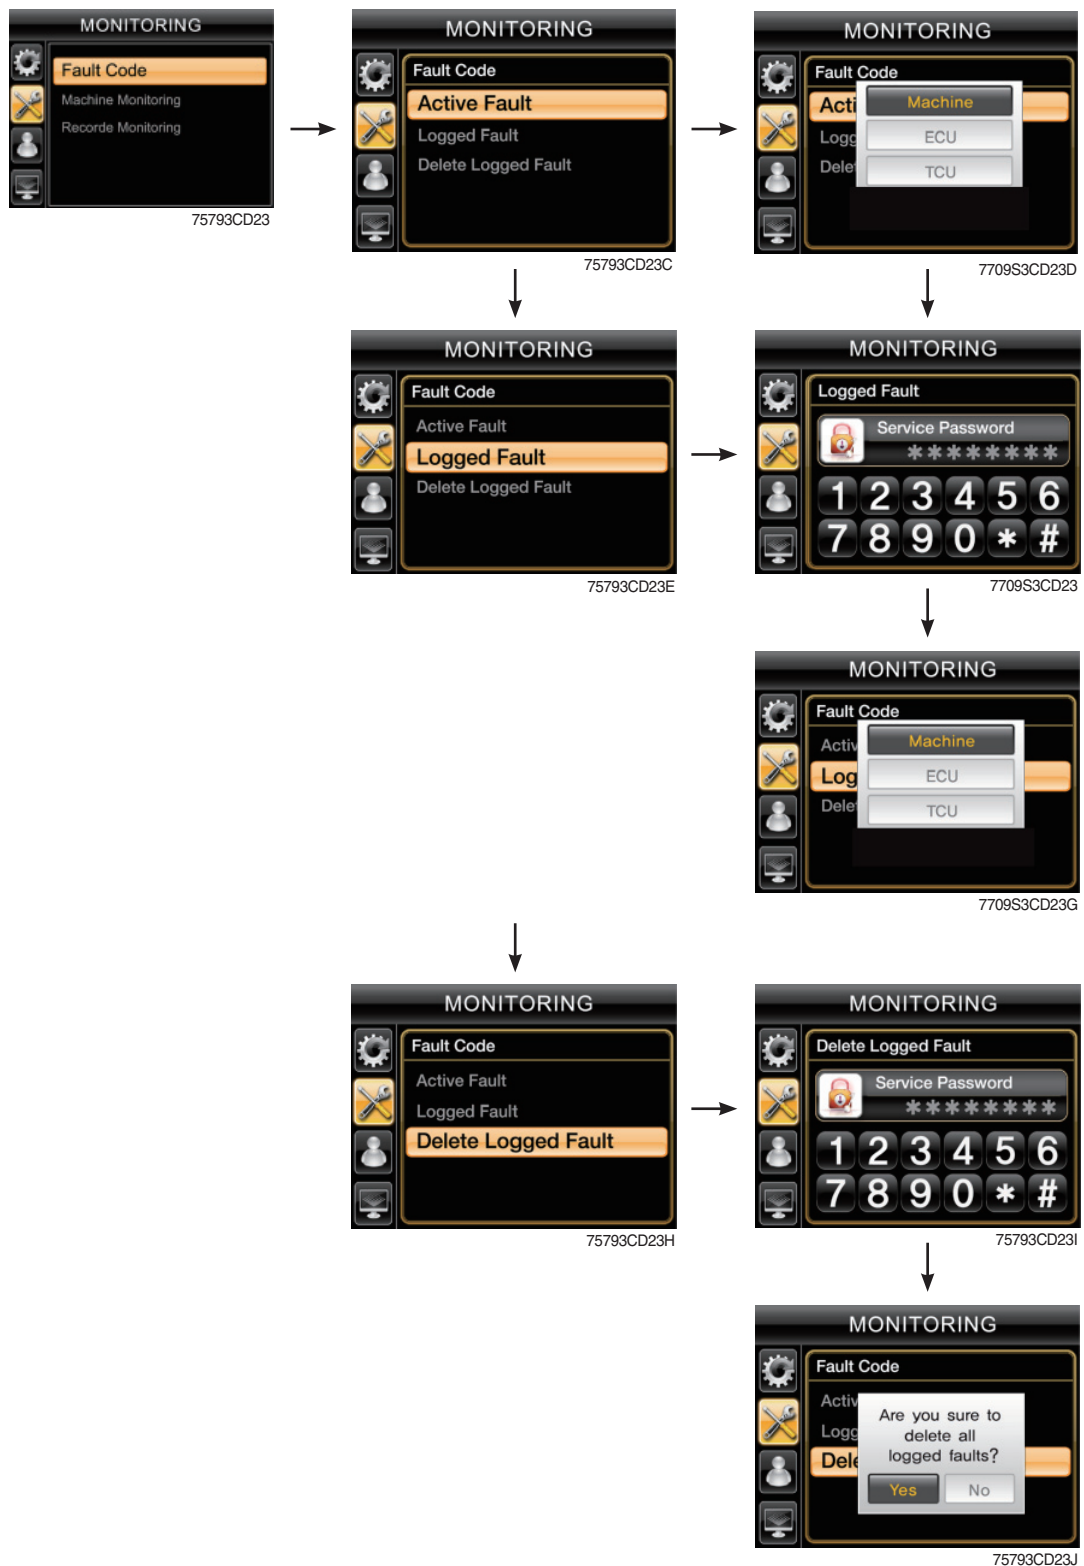 MONITORING
Fault Code
Machine Monitoring
Recorde Monitoring
75793CD23
MONITORING
Fault Code
Active Fault
Logged Fault
Delete Logged Fault
75793CD23C
MONITORING
Fault Code
Acti
Machine
Logg
ECU
Dele
TCU
7709S3CD23D
MONITORING
Fault Code
Active Fault
Logged Fault
Delete Logged Fault
75793CD23E
MONITORING
Logged Fault
Service Password
********
1 2 3 4 5 6
7 8 9 0 * #
7709S3CD23
MONITORING
Fault Code
Activ
Machine
Log
ECU
Dele
TCU
7709S3CD23G
MONITORING
Fault Code
Active Fault
Logged Fault
Delete Logged Fault
75793CD23H
MONITORING
Delete Logged Fault
Service Password
********
1 2 3 4 5 6
7 8 9 0 * #
75793CD23I
MONITORING
Fault Code
Activ
Logg
Dele
Are you sure to
delete all
logged faults?
Yes No
75793CD23J